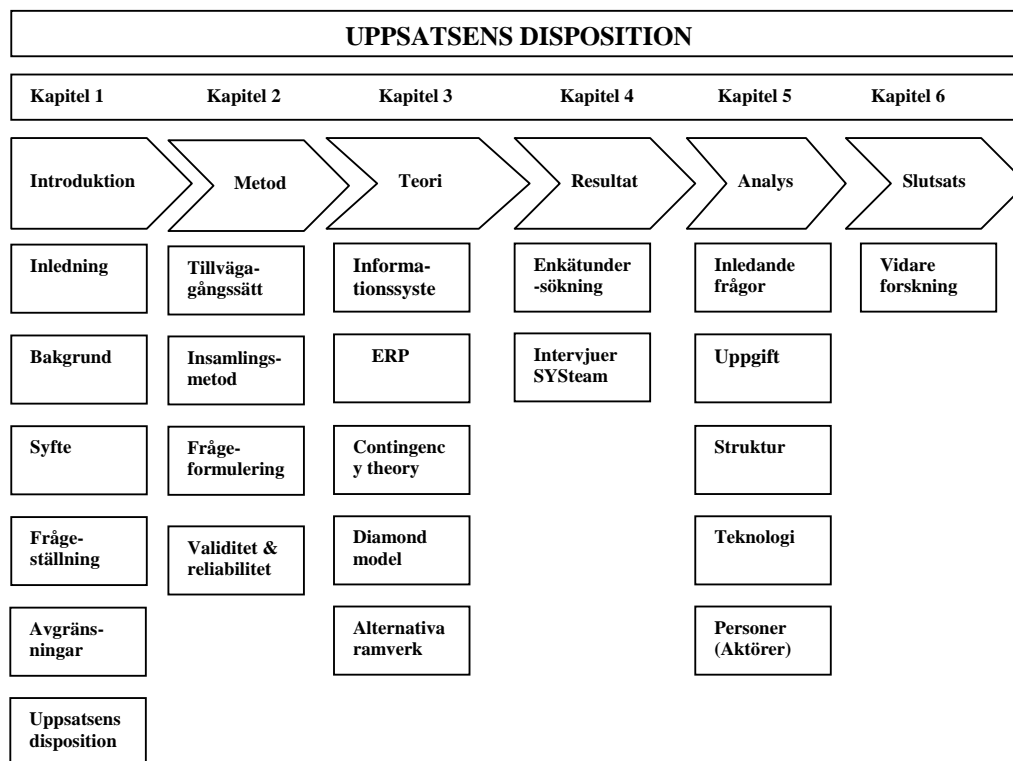 UPPSATSENS DISPOSITION
Kapitel 1
Kapitel 2
Kapitel 3
Kapitel 4
Kapitel 5
Kapitel 6
Introduktion
Metod
Teori
Resultat
Analys
Slutsats
Inledning
Bakgrund
Syfte
Fråge-
ställning
Avgräns-
ningar
Uppsatsens
disposition
Tillväga-
gångssätt
Insamlings-
metod
Fråge-
formulering
Validitet &
reliabilitet
Informa-
tionssyste
ERP
Contingenc
y theory
Diamond
model
Alternativa
ramverk
Enkätunder
-sökning
Intervjuer
SYSteam
Inledande
frågor
Uppgift
Struktur
Teknologi
Personer
(Aktörer)
Vidare
forskning